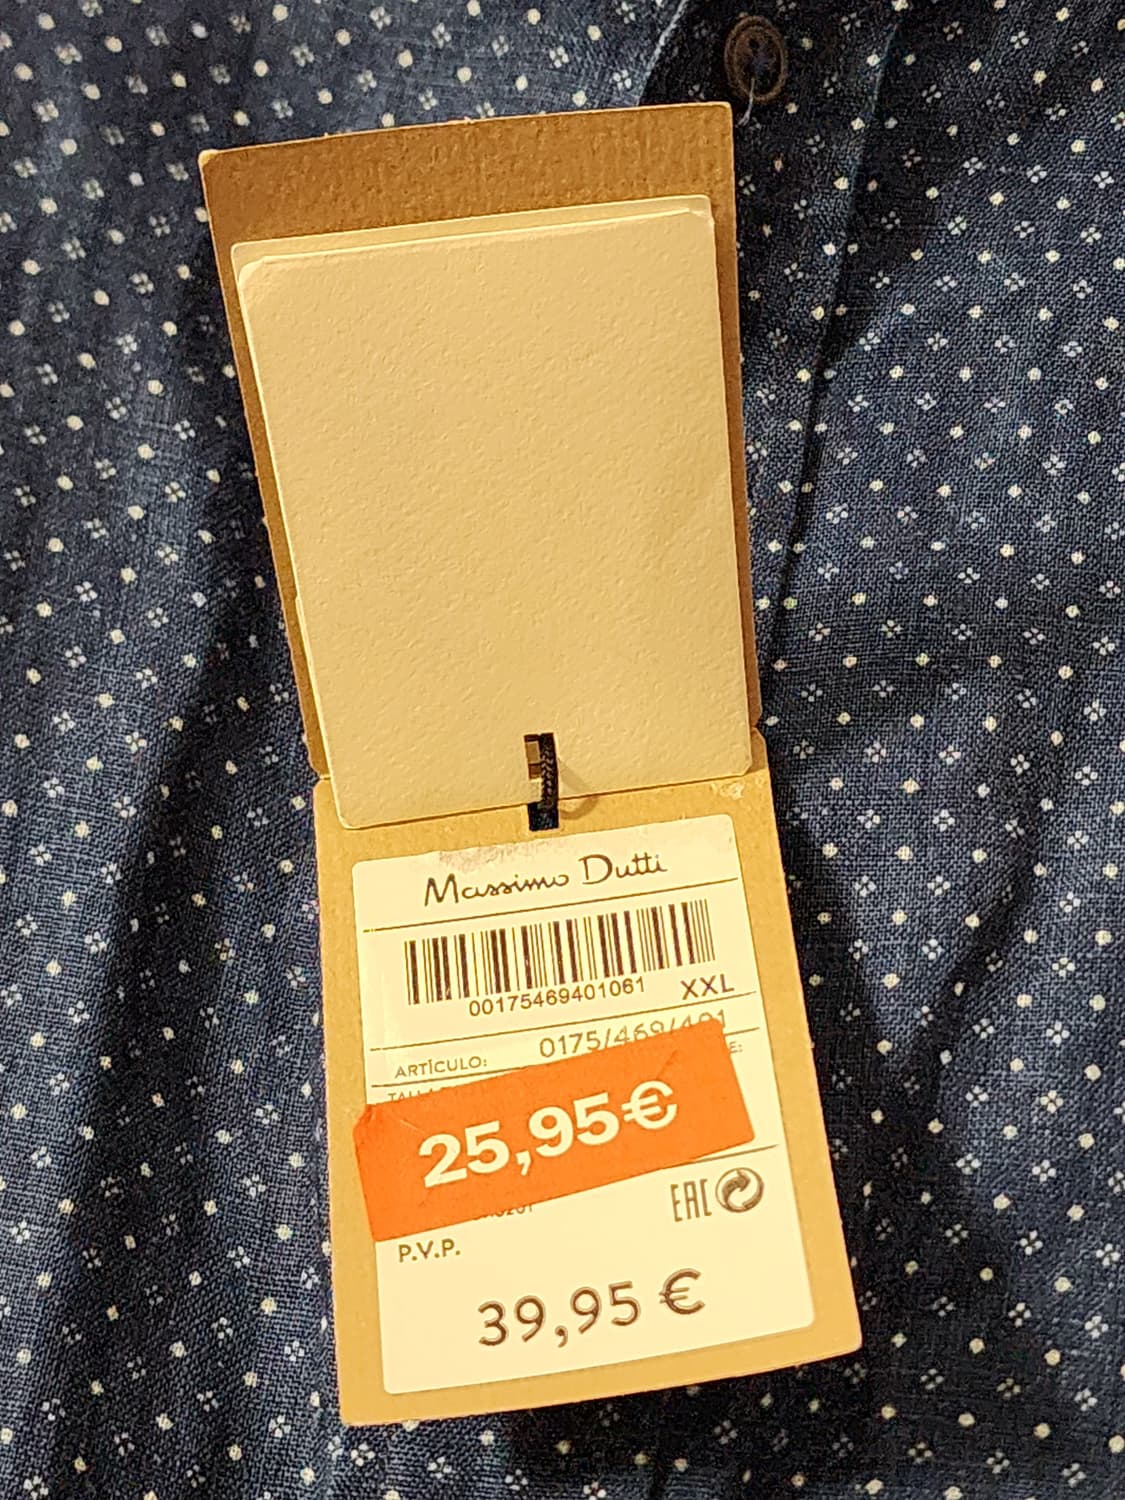 Massimo Dutti
00175469401061 XXL
ARTÍCULO: 0175/469/401
25,95€
EAC
P.V.P.
39,95 €